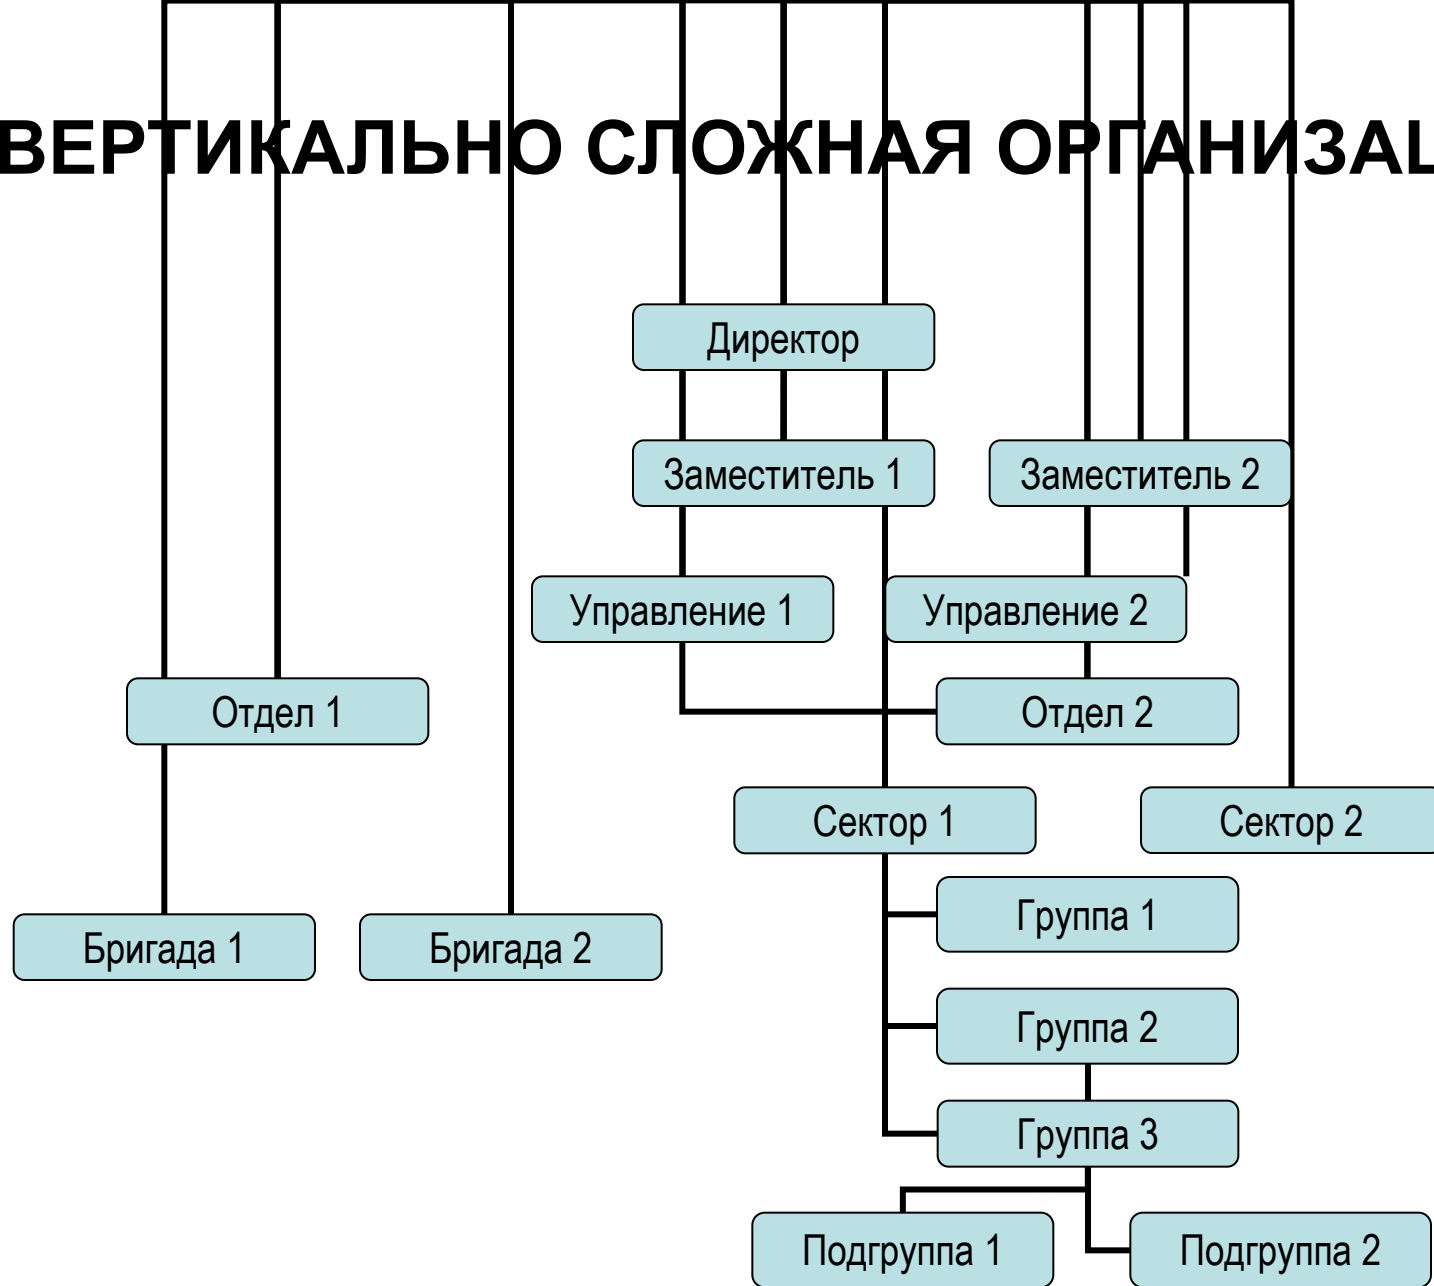 ВЕРТИКАЛЬНО СЛОЖНАЯ
Директор
Заместитель 1
Заместитель 2
Управление 1
Управление 2
Отдел 1
Отдел 2
Сектор 1
Сектор 2
Группа 1
Бригада 1
Бригада 2
Группа 2
Группа 3
Подгруппа 1
Подгруппа 2